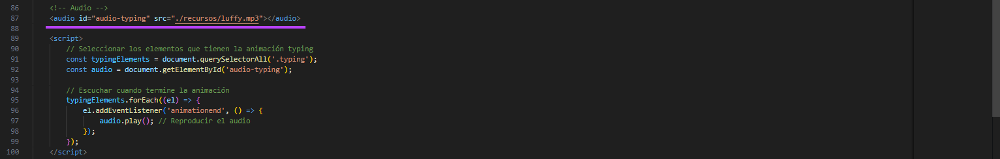 86 <!-- Audio -->
87 <audio id="audio-typing" src="./recursos/luffy.mp3"></audio>
88
89 <script>
90 // Seleccionar los elementos que tienen la animación typing
91 const typingElements = document.querySelectorAll('.typing');
92 const audio = document.getElementById('audio-typing');
93
94 // Escuchar cuando termine la animación
95 typingElements.forEach((el) => {
96 el.addEventListener('animationend', () => {
97 audio.play(); // Reproducir el audio
98 });
99 });
100 </script>